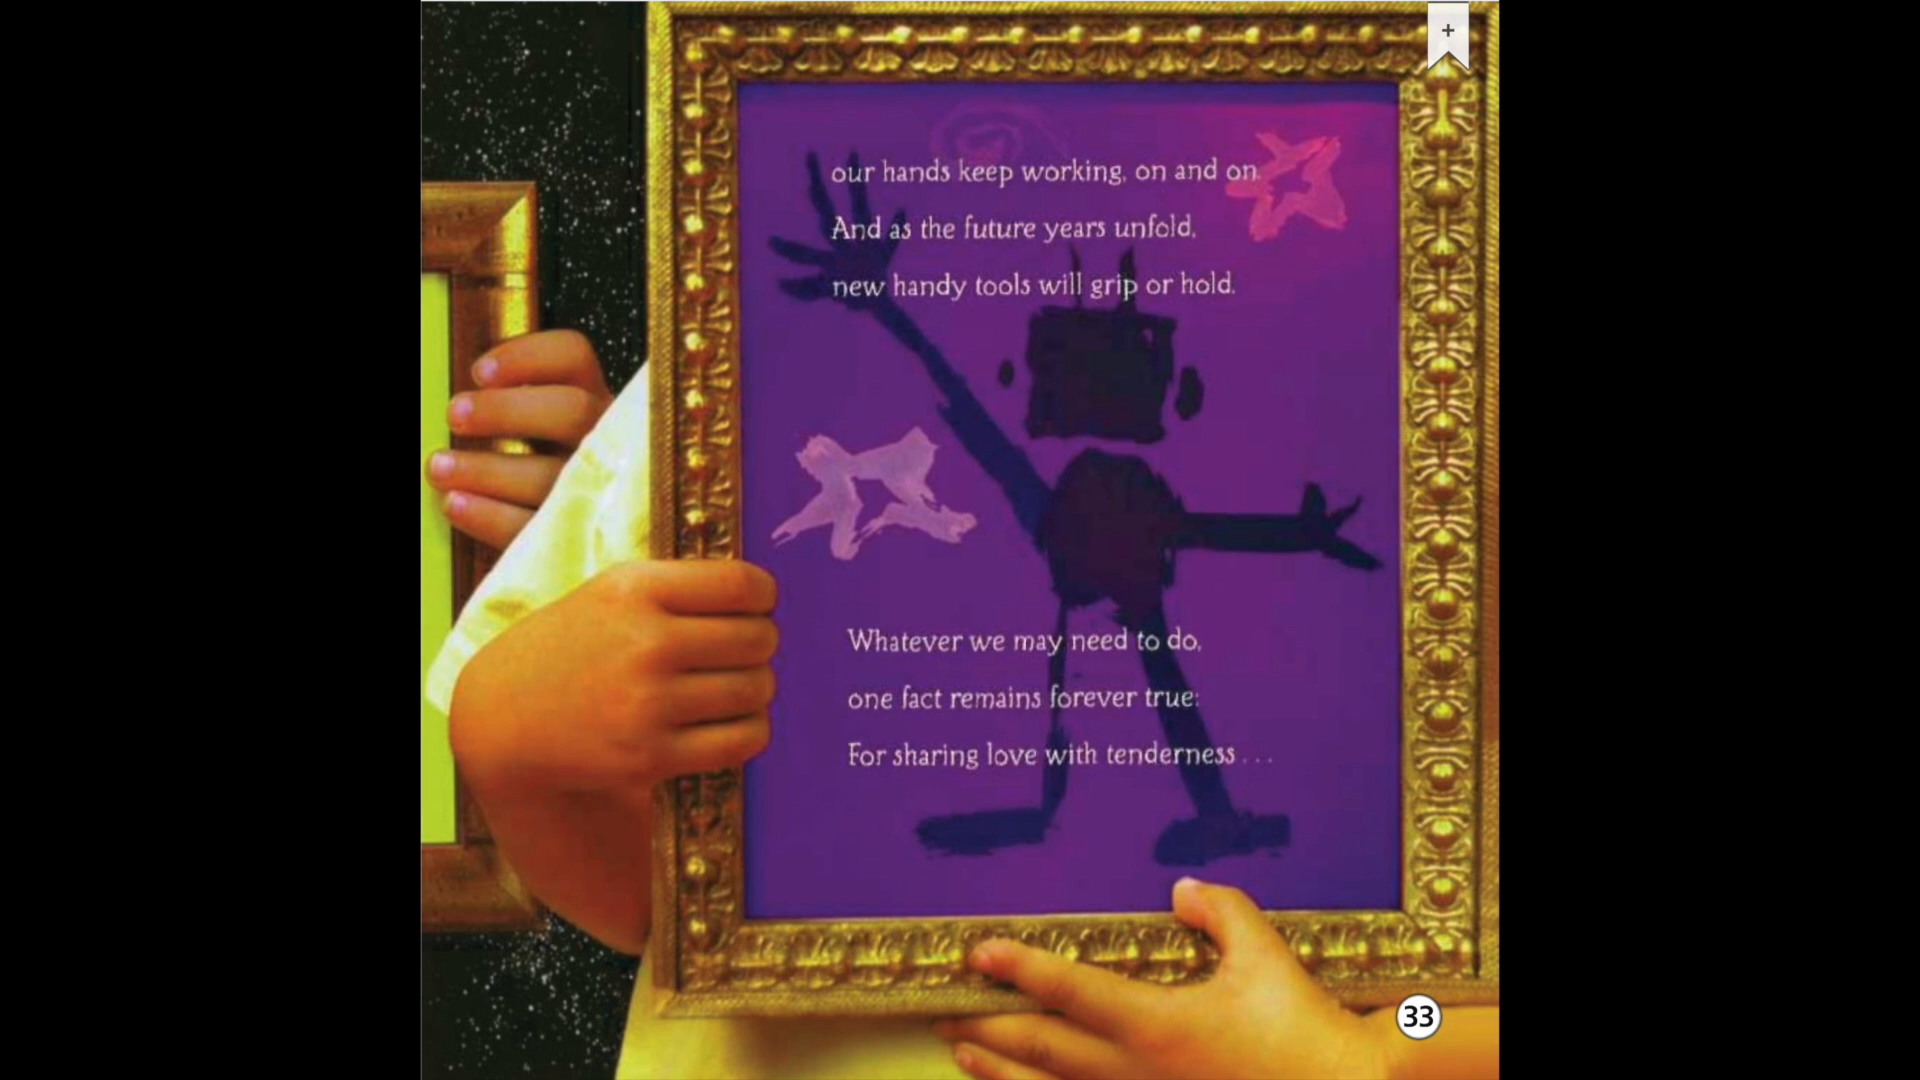 our hands keep working, on and on.
And as the future years unfold,
new handy tools will grip or hold.
Whatever we may need to do,
one fact remains forever true:
For sharing love with tenderness . . .
33